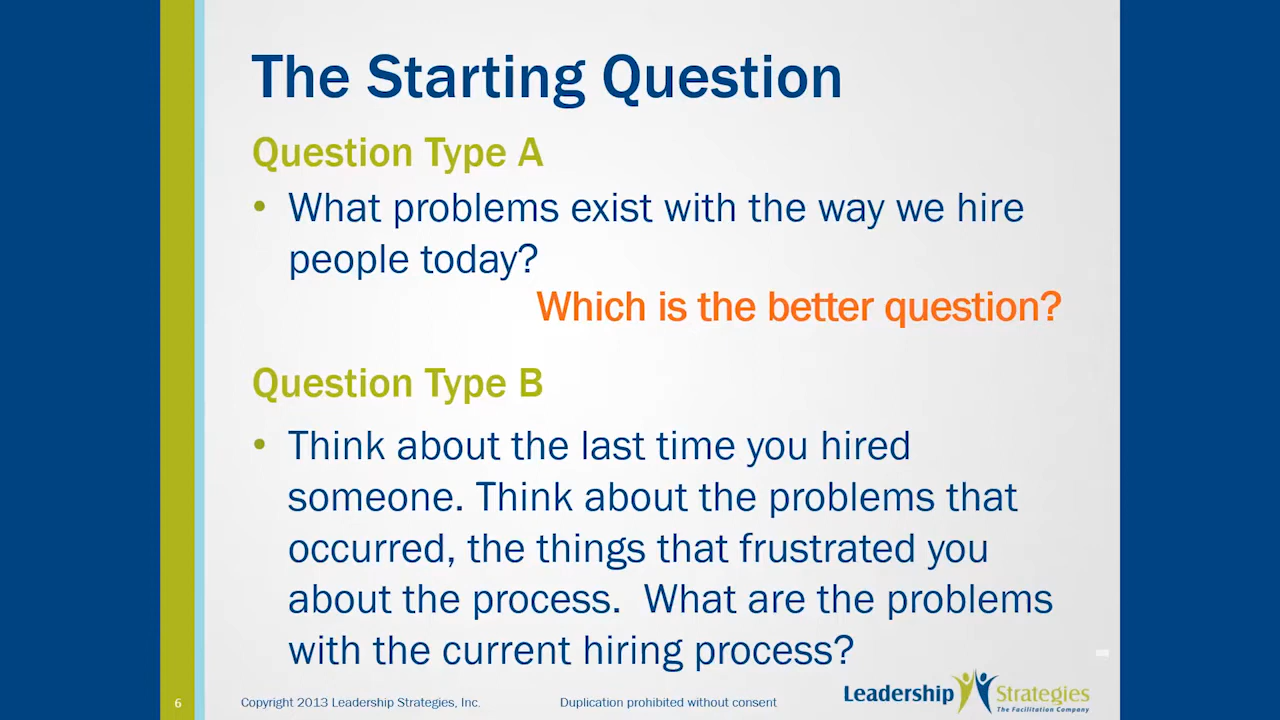 The Starting Question
Question Type A
• What problems exist with the way we hire
people today?
Which is the better question?
Question Type B
• Think about the last time you hired
someone. Think about the problems that
occurred, the things that frustrated you
about the process.  What are the problems
with the current hiring process?
6
Copyright 2013 Leadership Strategies, Inc.
Duplication prohibited without consent
Leadership Strategies
The Facilitation Company